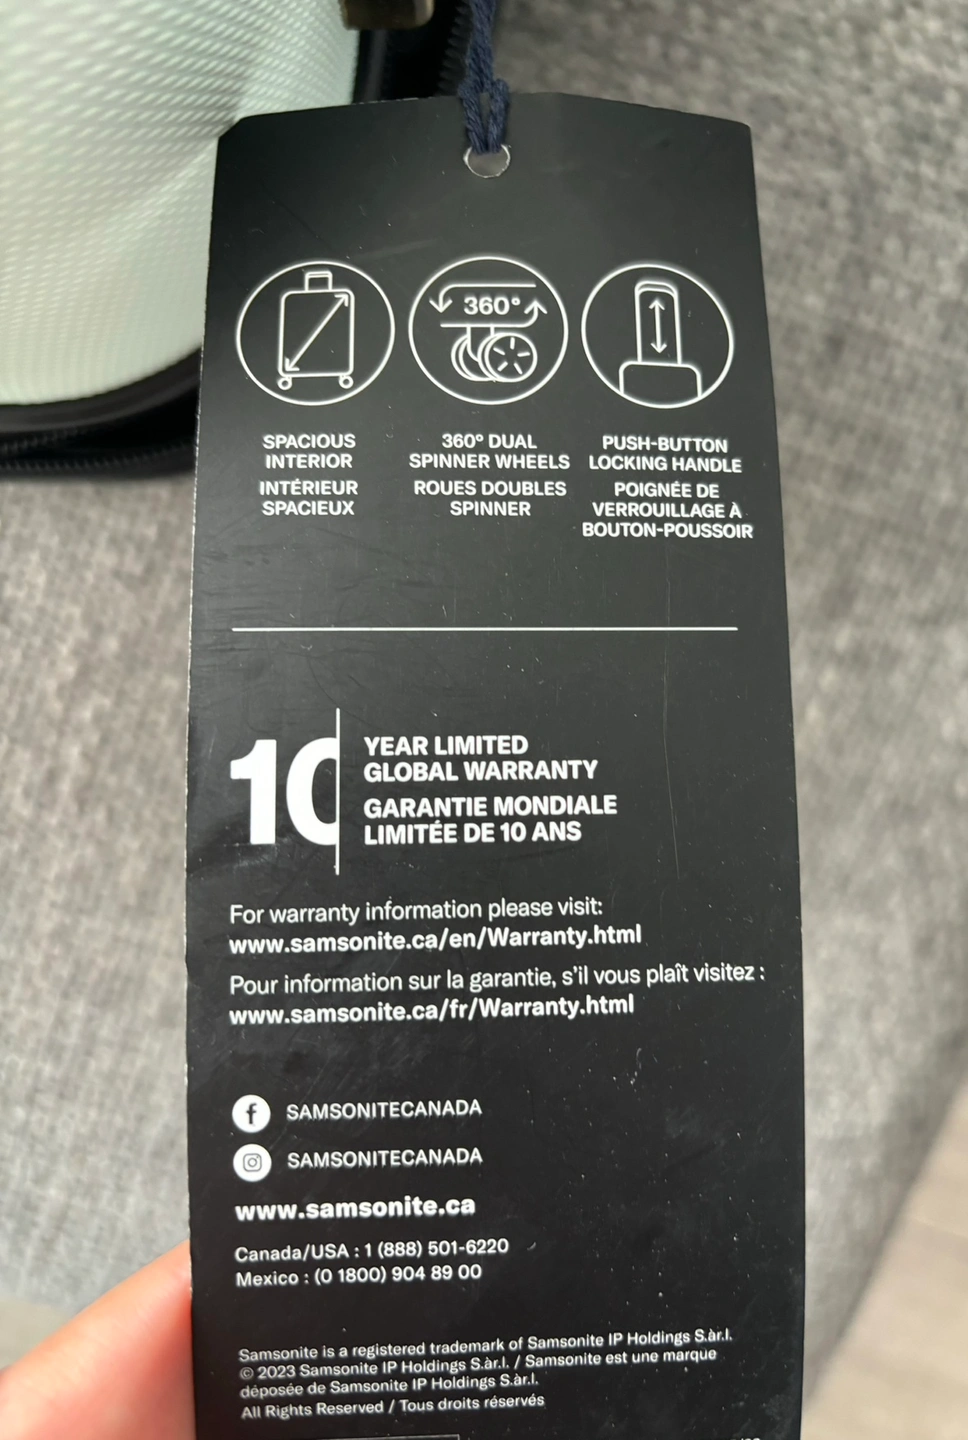 360°
SPACIOUS
INTERIOR
INTÉRIEUR
SPACIEUX
360° DUAL
SPINNER WHEELS
ROUES DOUBLES
SPINNER
PUSH-BUTTON
LOCKING HANDLE
POIGNÉE DE
VERROUILLAGE À
BOUTON-POUSSOIR
10
YEAR LIMITED
GLOBAL WARRANTY
GARANTIE MONDIALE
LIMITÉE DE 10 ANS
For warranty information please visit:
www.samsonite.ca/en/Warranty.html
Pour information sur la garantie, s'il vous plaît visitez :
www.samsonite.ca/fr/Warranty.html
f SAMSONITECANADA
SAMSONITECANADA
www.samsonite.ca
Canada/USA : 1 (888) 501-6220
Mexico : (0 1800) 904 89 00
Samsonite is a registered trademark of Samsonite IP Holdings S.àr.l.
© 2023 Samsonite IP Holdings S.àr.l. / Samsonite est une marque
déposée de Samsonite IP Holdings S.àr.l.
All Rights Reserved / Tous droits réservés